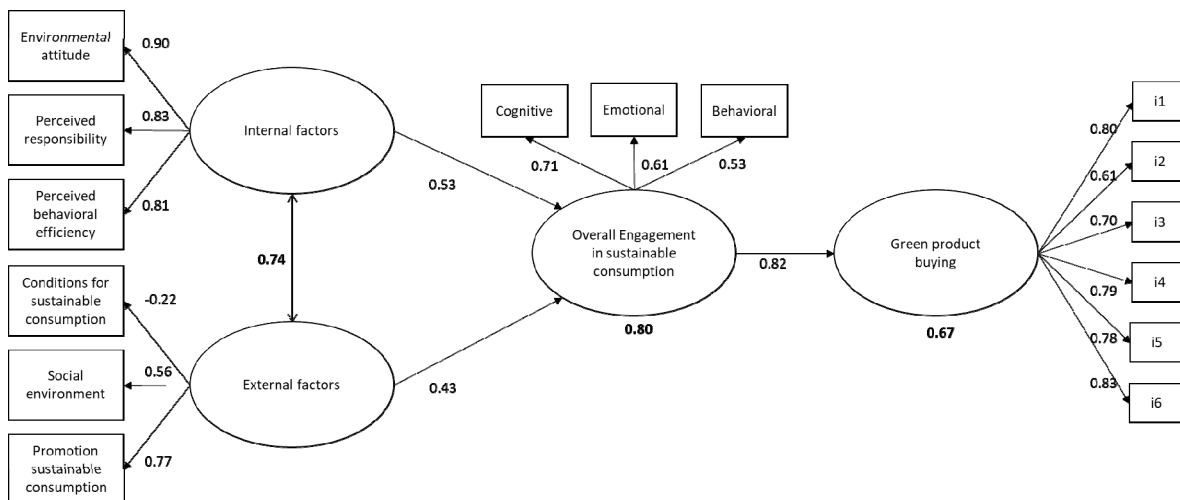 Environmental
attitude
0.90
Perceived
responsibility
0.83
Perceived
behavioral
efficiency
0.81
Internal factors
0.53
0.74
Conditions for
sustainable
consumption
-0.22
Social
environment
0.56
Promotion
sustainable
consumption
0.77
External factors
0.43
Cognitive
Emotional
Behavioral
0.71
0.61
0.53
Overall Engagement
in sustainable
consumption
0.80
0.82
Green product
buying
0.67
i1
0.80
i2
0.61
i3
0.70
i4
0.79
i5
0.78
i6
0.83